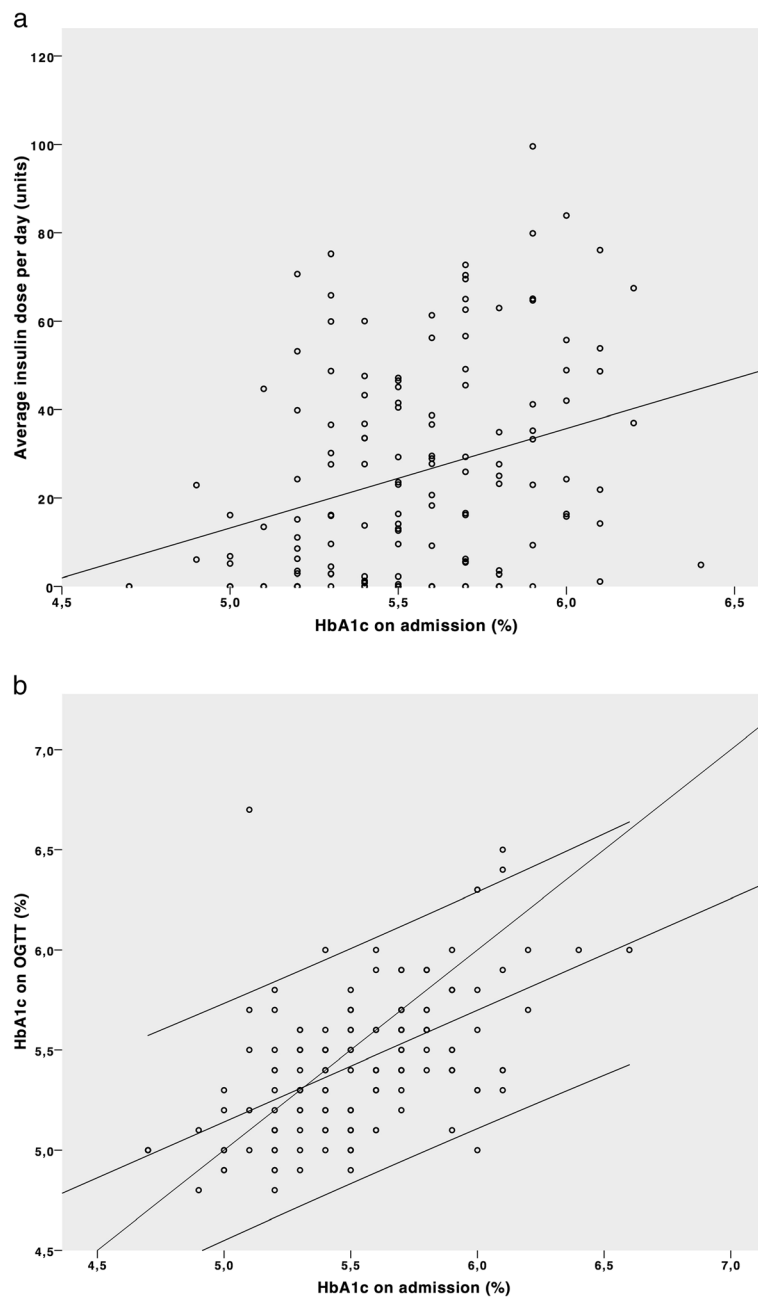 a
Average insulin dose per day (units)
120
100
80
60
40
20
0
4,5 5,0 5,5 6,0 6,5
HbA1c on admission (%)
b
HbA1c on OGTT (%)
7,0
6,5
6,0
5,5
5,0
4,5
4,5 5,0 5,5 6,0 6,5 7,0
HbA1c on admission (%)